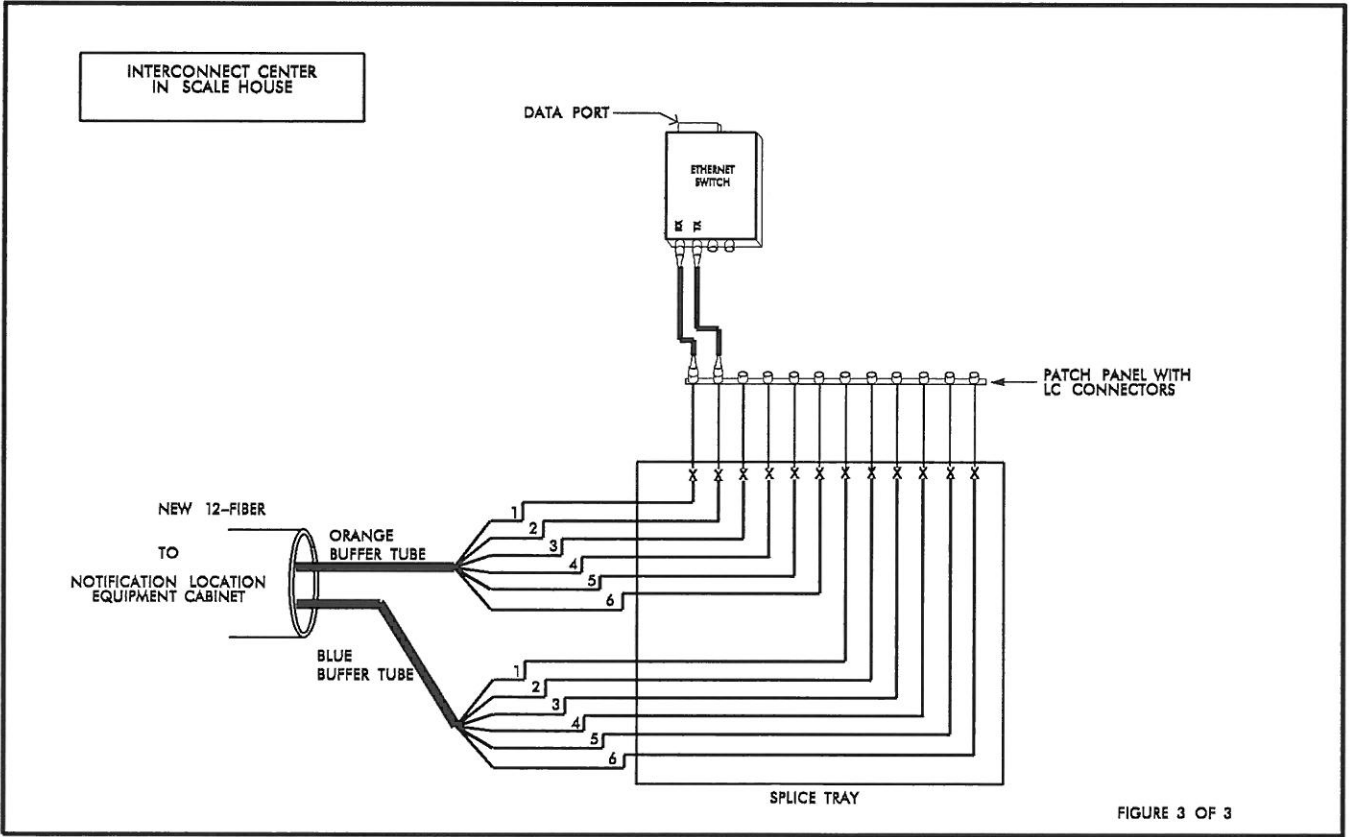 INTERCONNECT CENTER
IN SCALE HOUSE
DATA PORT
ETHERNET
SWITCH
RX
TX
PATCH PANEL WITH
LC CONNECTORS
NEW 12-FIBER
TO
NOTIFICATION LOCATION
EQUIPMENT CABINET
ORANGE
BUFFER TUBE
1
2
3
4
5
6
BLUE
BUFFER TUBE
1
2
3
4
5
6
X X X X X X X X X X X X
SPLICE TRAY
FIGURE 3 OF 3